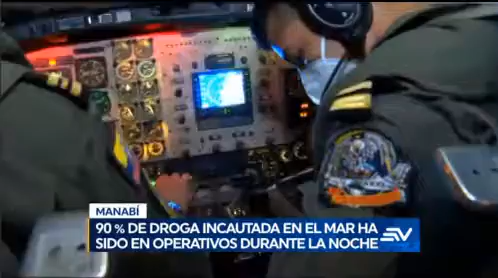 MANABÍ
90 % DE DROGA INCAUTADA EN EL MAR HA
SIDO EN OPERATIVOS DURANTE LA NOCHE